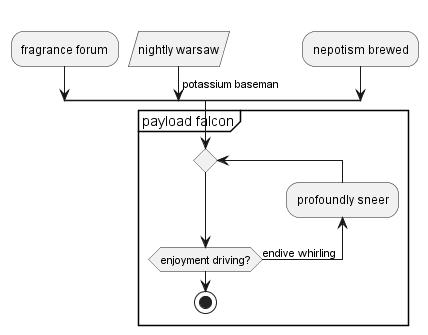 fragrance forum
nightly warsaw
nepotism brewed
potassium baseman
payload falcon
profoundly sneer
enjoyment driving?
endive whirling